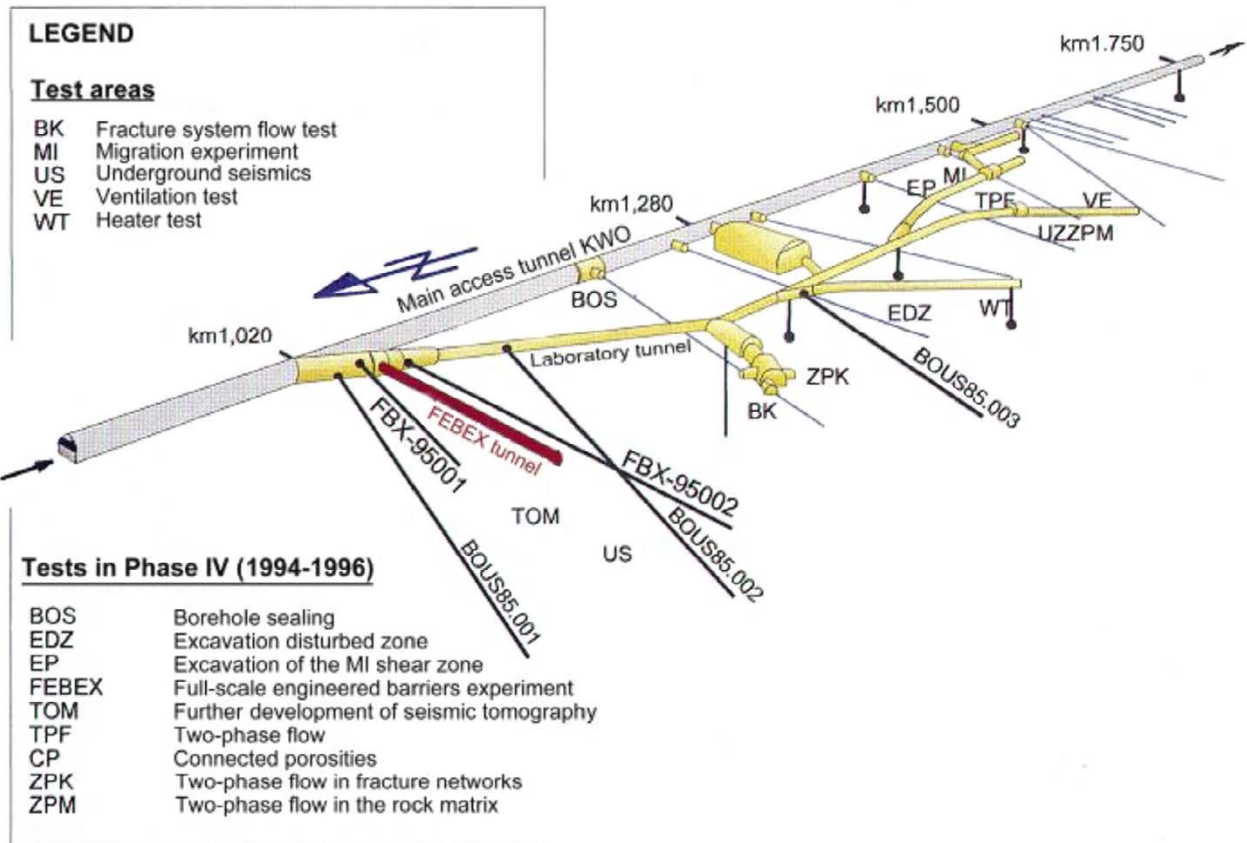 LEGEND
Test areas
BK Fracture system flow test
MI Migration experiment
US Underground seismics
VE Ventilation test
WT Heater test
km1.750
km1,500
km1,280
km1,020
Main access tunnel KWO
BOS
Laboratory tunnel
EP
MI
TPF
VE
UZZPM
EDZ
WT
ZPK
BK
BOUS85.003
FBX-95001
FEBEX tunnel
FBX-95002
BOUS85.002
BOUS85.001
TOM
US
Tests in Phase IV (1994-1996)
BOS Borehole sealing
EDZ Excavation disturbed zone
EP Excavation of the MI shear zone
FEBEX Full-scale engineered barriers experiment
TOM Further development of seismic tomography
TPF Two-phase flow
CP Connected porosities
ZPK Two-phase flow in fracture networks
ZPM Two-phase flow in the rock matrix